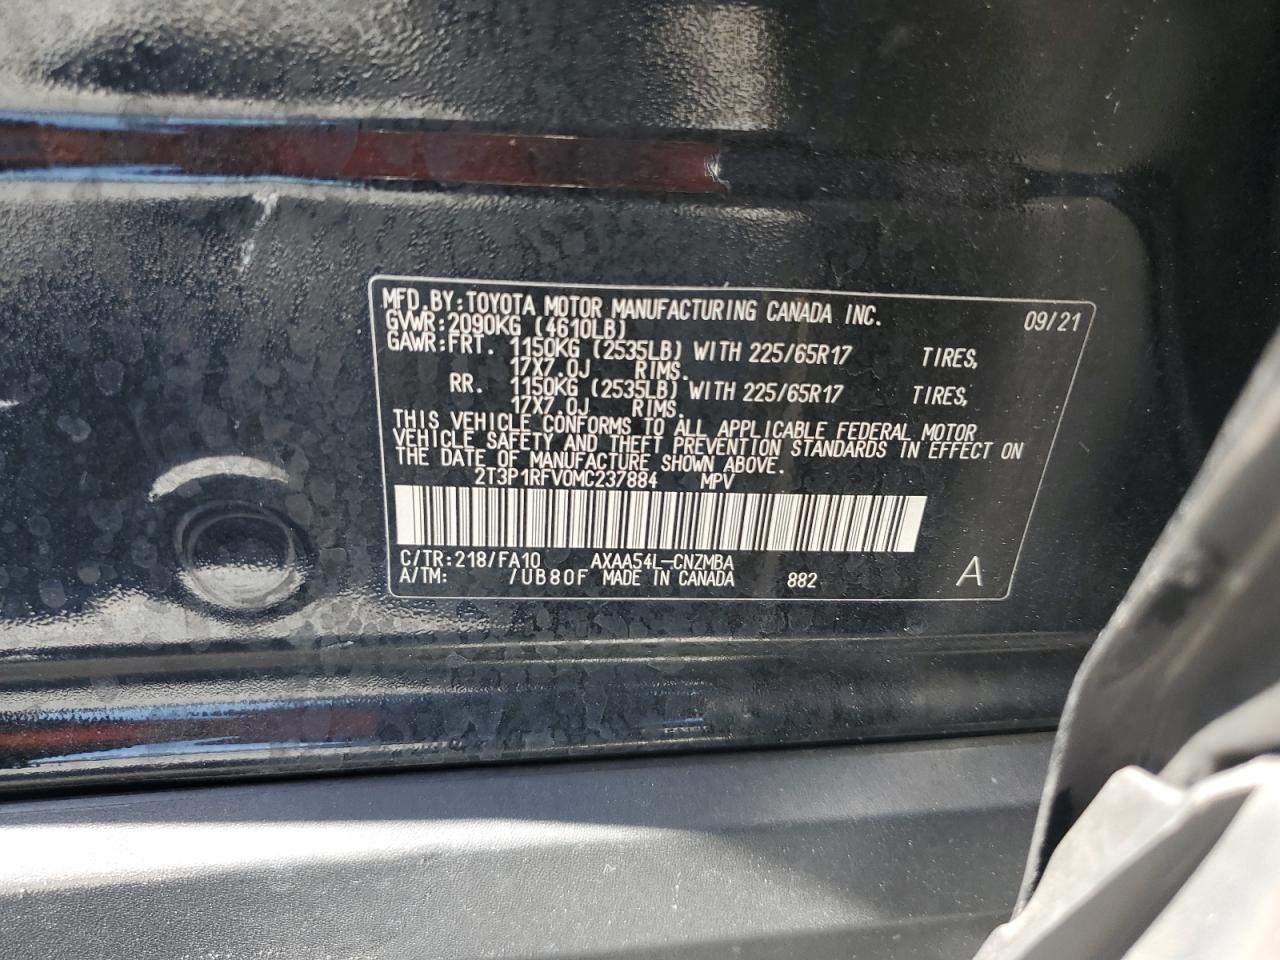 MFD.BY:TOYOTA MOTOR MANUFACTURING CANADA INC. 09/21
GVWR:2090KG (4610LB)
GAWR:FRT. 1150KG (2535LB) WITH 225/65R17 TIRES,
17X7.0J RIMS.
RR. 1150KG (2535LB) WITH 225/65R17 TIRES,
17X7.0J RIMS.
THIS VEHICLE CONFORMS TO ALL APPLICABLE FEDERAL MOTOR
VEHICLE SAFETY AND THEFT PREVENTION STANDARDS IN EFFECT ON
THE DATE OF MANUFACTURE SHOWN ABOVE.
2T3P1RFV0MC237884 MPV
C/TR:218/FA10 AXAA54L-CNZMBA
A/TM: /UB80F MADE IN CANADA 882 A